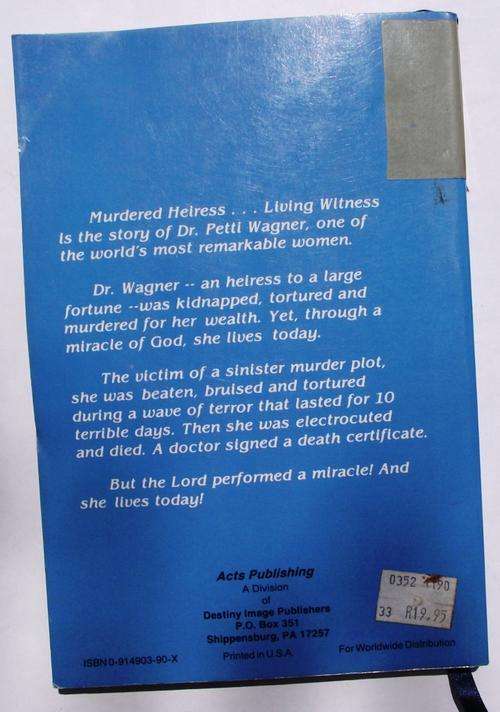 Murdered Heiress . . . Living Witness
is the story of Dr. Petti Wagner, one of
the world's most remarkable women.
Dr. Wagner -- an heiress to a large
fortune --was kidnapped, tortured and
murdered for her wealth. Yet, through a
miracle of God, she lives today.
The victim of a sinister murder plot,
she was beaten, bruised and tortured
during a wave of terror that lasted for 10
terrible days. Then she was electrocuted
and died. A doctor signed a death certificate.
But the Lord performed a miracle! And
she lives today!
Acts Publishing
A Division
of
Destiny Image Publishers
P.O. Box 351
Shippensburg, PA 17257
ISBN 0-914903-90-X
Printed in U.S.A.
For Worldwide Distribution
0352
33 R19.95